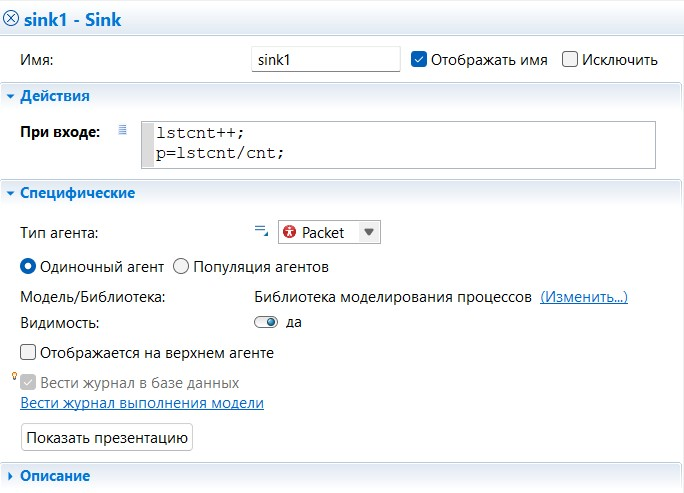 sink1 - Sink
Имя: sink1 Отображать имя Исключить
Действия
При входе: lstcnt++;
p=lstcnt/cnt;
Специфические
Тип агента: Packet
Одиночный агент Популяция агентов
Модель/Библиотека: Библиотека моделирования процессов (Изменить...)
Видимость: да
Отображается на верхнем агенте
Вести журнал в базе данных
Вести журнал выполнения модели
Показать презентацию
Описание